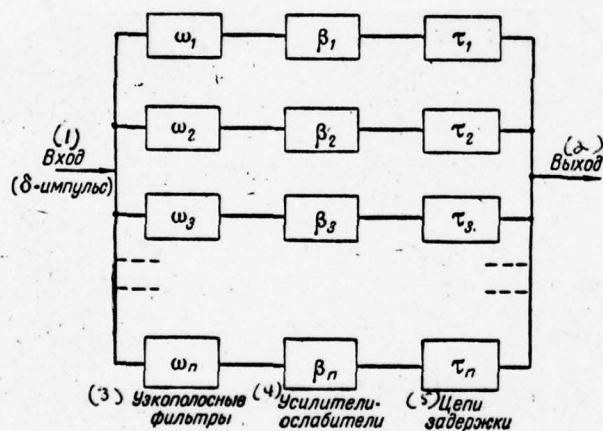 ω₁ β₁ τ₁
(1) ω₂ β₂ τ₂ (2)
Вход Выход
(δ-импульс)
ω₃ β₃ τ₃
ωₙ βₙ τₙ
(3) Узкополосные (4) Усилители- (5) Цепи
фильтры ослабители задержки